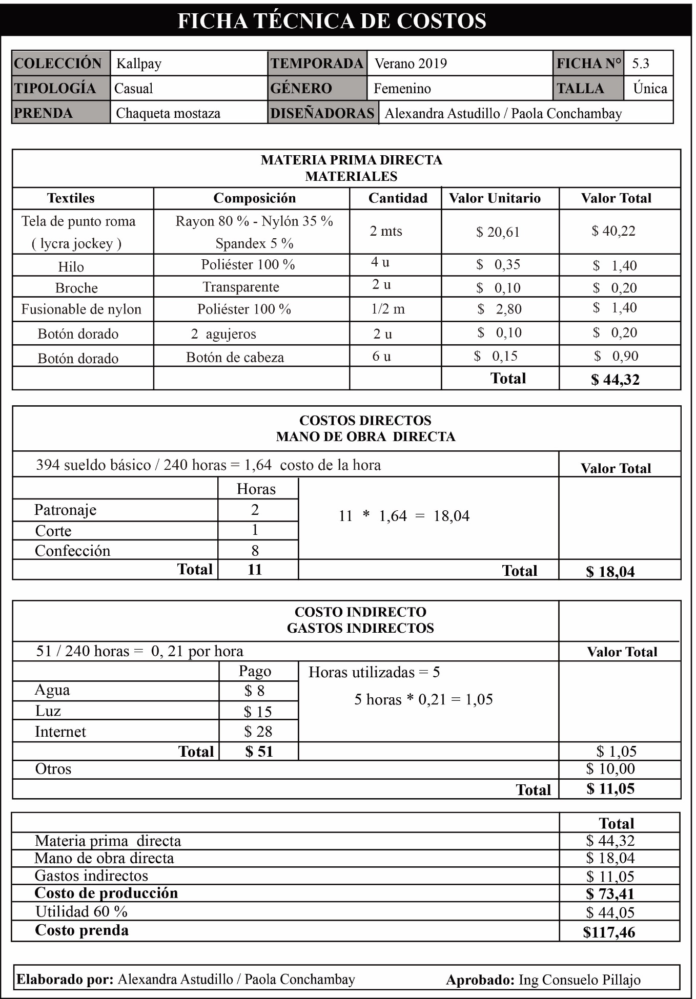 FICHA TÉCNICA DE COSTOS
COLECCIÓN Kallpay TEMPORADA Verano 2019 FICHA N° 5.3
TIPOLOGÍA Casual GÉNERO Femenino TALLA Única
PRENDA Chaqueta mostaza DISEÑADORAS Alexandra Astudillo / Paola Conchambay
MATERIA PRIMA DIRECTA
MATERIALES
Textiles Composición Cantidad Valor Unitario Valor Total
Tela de punto roma Rayon 80 % - Nylón 35 % 2 mts $ 20,61 $ 40,22
( lycra jockey ) Spandex 5 %
Hilo Poliéster 100 % 4 u $ 0,35 $ 1,40
Broche Transparente 2 u $ 0,10 $ 0,20
Fusionable de nylon Poliéster 100 % 1/2 m $ 2,80 $ 1,40
Botón dorado 2 agujeros 2 u $ 0,10 $ 0,20
Botón dorado Botón de cabeza 6 u $ 0,15 $ 0,90
Total $ 44,32
COSTOS DIRECTOS
MANO DE OBRA DIRECTA
394 sueldo básico / 240 horas = 1,64 costo de la hora Valor Total
Horas
Patronaje 2 11 * 1,64 = 18,04
Corte 1
Confección 8
Total 11 Total $ 18,04
COSTO INDIRECTO
GASTOS INDIRECTOS
51 / 240 horas = 0, 21 por hora Valor Total
Pago Horas utilizadas = 5
Agua $ 8 5 horas * 0,21 = 1,05
Luz $ 15
Internet $ 28
Total $ 51 $ 1,05
Otros $ 10,00
Total $ 11,05
Total
Materia prima directa $ 44,32
Mano de obra directa $ 18,04
Gastos indirectos $ 11,05
Costo de producción $ 73,41
Utilidad 60 % $ 44,05
Costo prenda $117,46
Elaborado por: Alexandra Astudillo / Paola Conchambay Aprobado: Ing Consuelo Pillajo